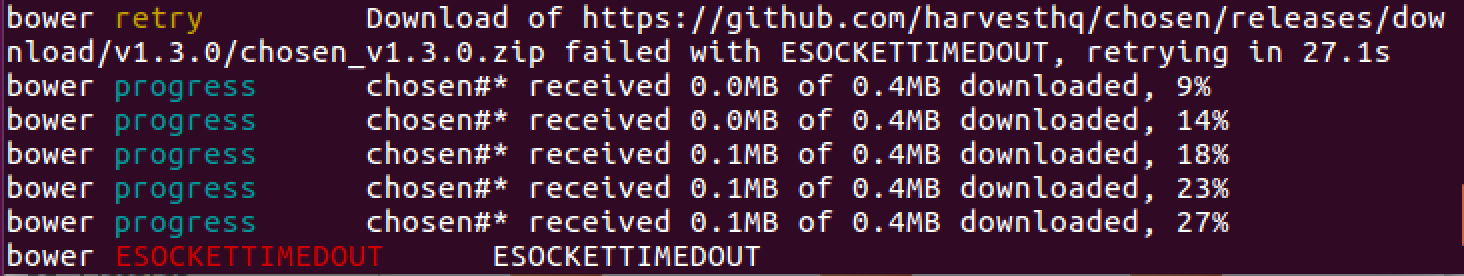 bower retry Download of https://github.com/harvesthq/chosen/releases/dow
nload/v1.3.0/chosen_v1.3.0.zip failed with ESOCKETTIMEDOUT, retrying in 27.1s
bower progress chosen#* received 0.0MB of 0.4MB downloaded, 9%
bower progress chosen#* received 0.0MB of 0.4MB downloaded, 14%
bower progress chosen#* received 0.1MB of 0.4MB downloaded, 18%
bower progress chosen#* received 0.1MB of 0.4MB downloaded, 23%
bower progress chosen#* received 0.1MB of 0.4MB downloaded, 27%
bower ESOCKETTIMEDOUT ESOCKETTIMEDOUT